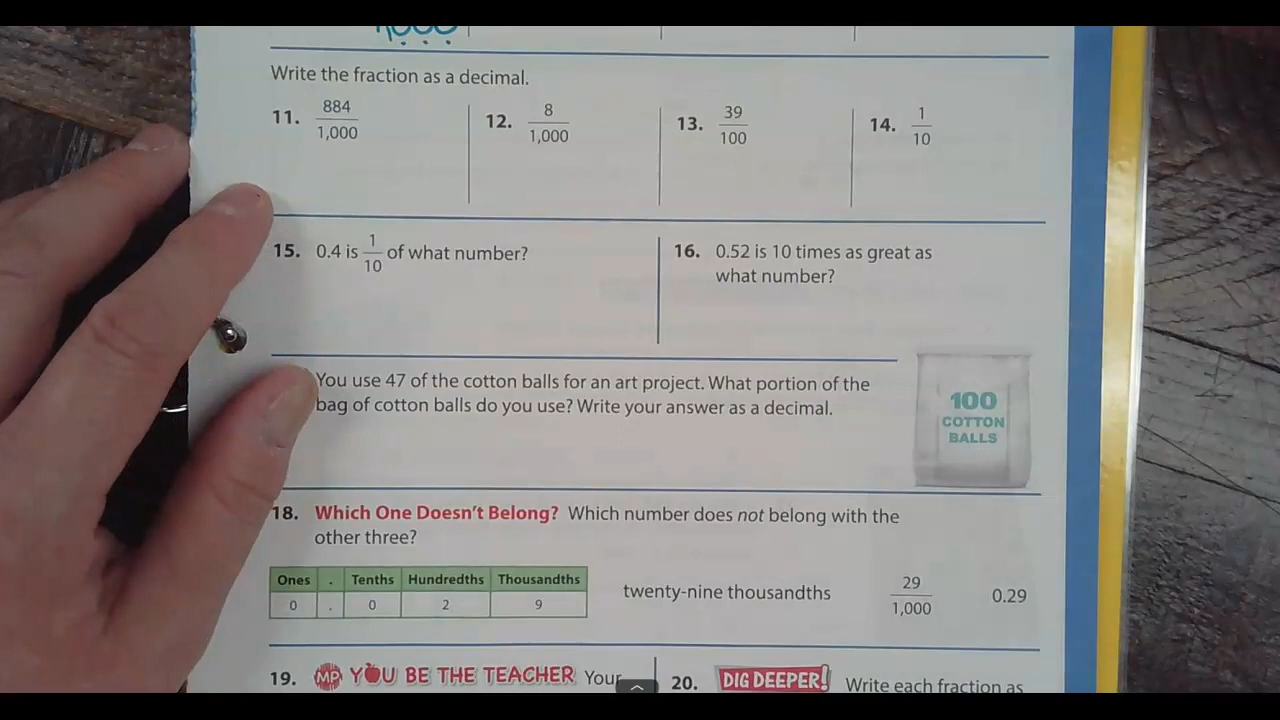 Write the fraction as a decimal.
11. 884/1,000
12. 8/1,000
13. 39/100
14. 1/10
15. 0.4 is 1/10 of what number?
16. 0.52 is 10 times as great as
what number?
You use 47 of the cotton balls for an art project. What portion of the
bag of cotton balls do you use? Write your answer as a decimal.
100
COTTON
BALLS
18. Which One Doesn't Belong? Which number does not belong with the
other three?
Ones . Tenths Hundredths Thousandths
0 . 0 2 9
twenty-nine thousandths
29/1,000
0.29
19. MP YOU BE THE TEACHER Your
20. DIG DEEPER! Write each fraction as